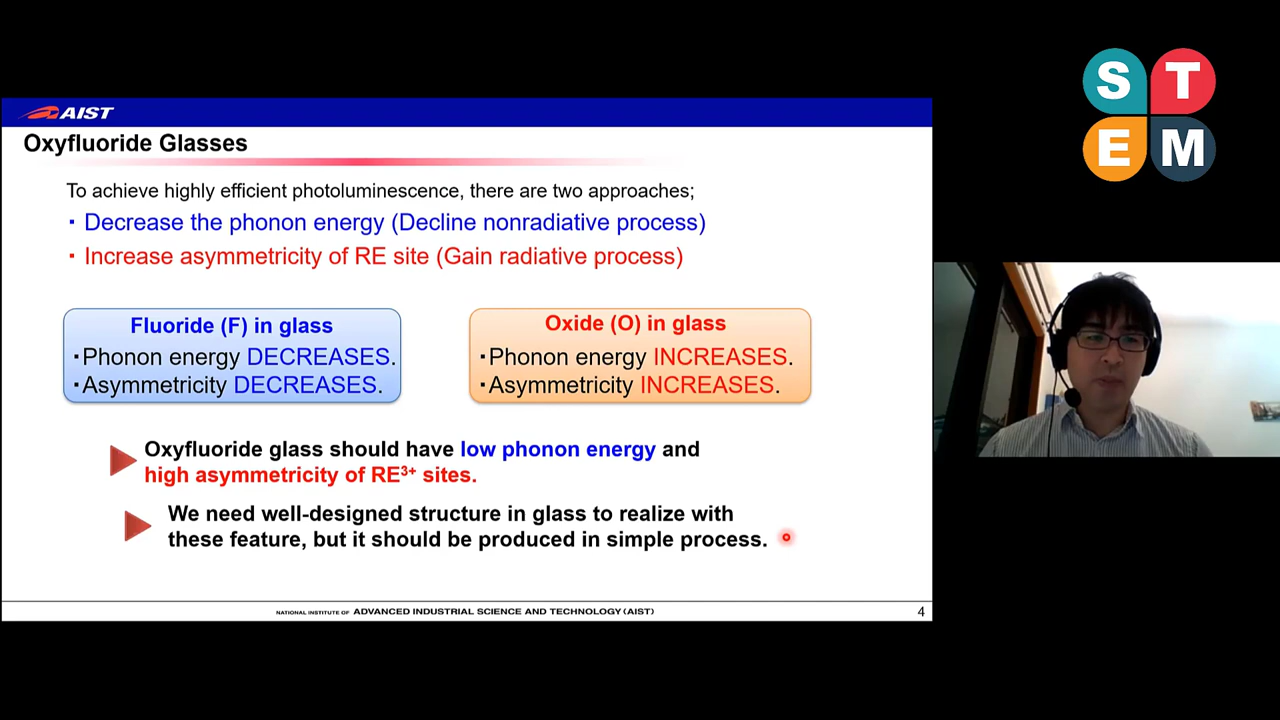 AIST
Oxyfluoride Glasses
To achieve highly efficient photoluminescence, there are two approaches;
・Decrease the phonon energy (Decline nonradiative process)
・Increase asymmetricity of RE site (Gain radiative process)
Fluoride (F) in glass
・Phonon energy DECREASES.
・Asymmetricity DECREASES.
Oxide (O) in glass
・Phonon energy INCREASES.
・Asymmetricity INCREASES.
Oxyfluoride glass should have low phonon energy and
high asymmetricity of RE³⁺ sites.
We need well-designed structure in glass to realize with
these feature, but it should be produced in simple process.
NATIONAL INSTITUTE OF ADVANCED INDUSTRIAL SCIENCE AND TECHNOLOGY (AIST)
4
S T
E M